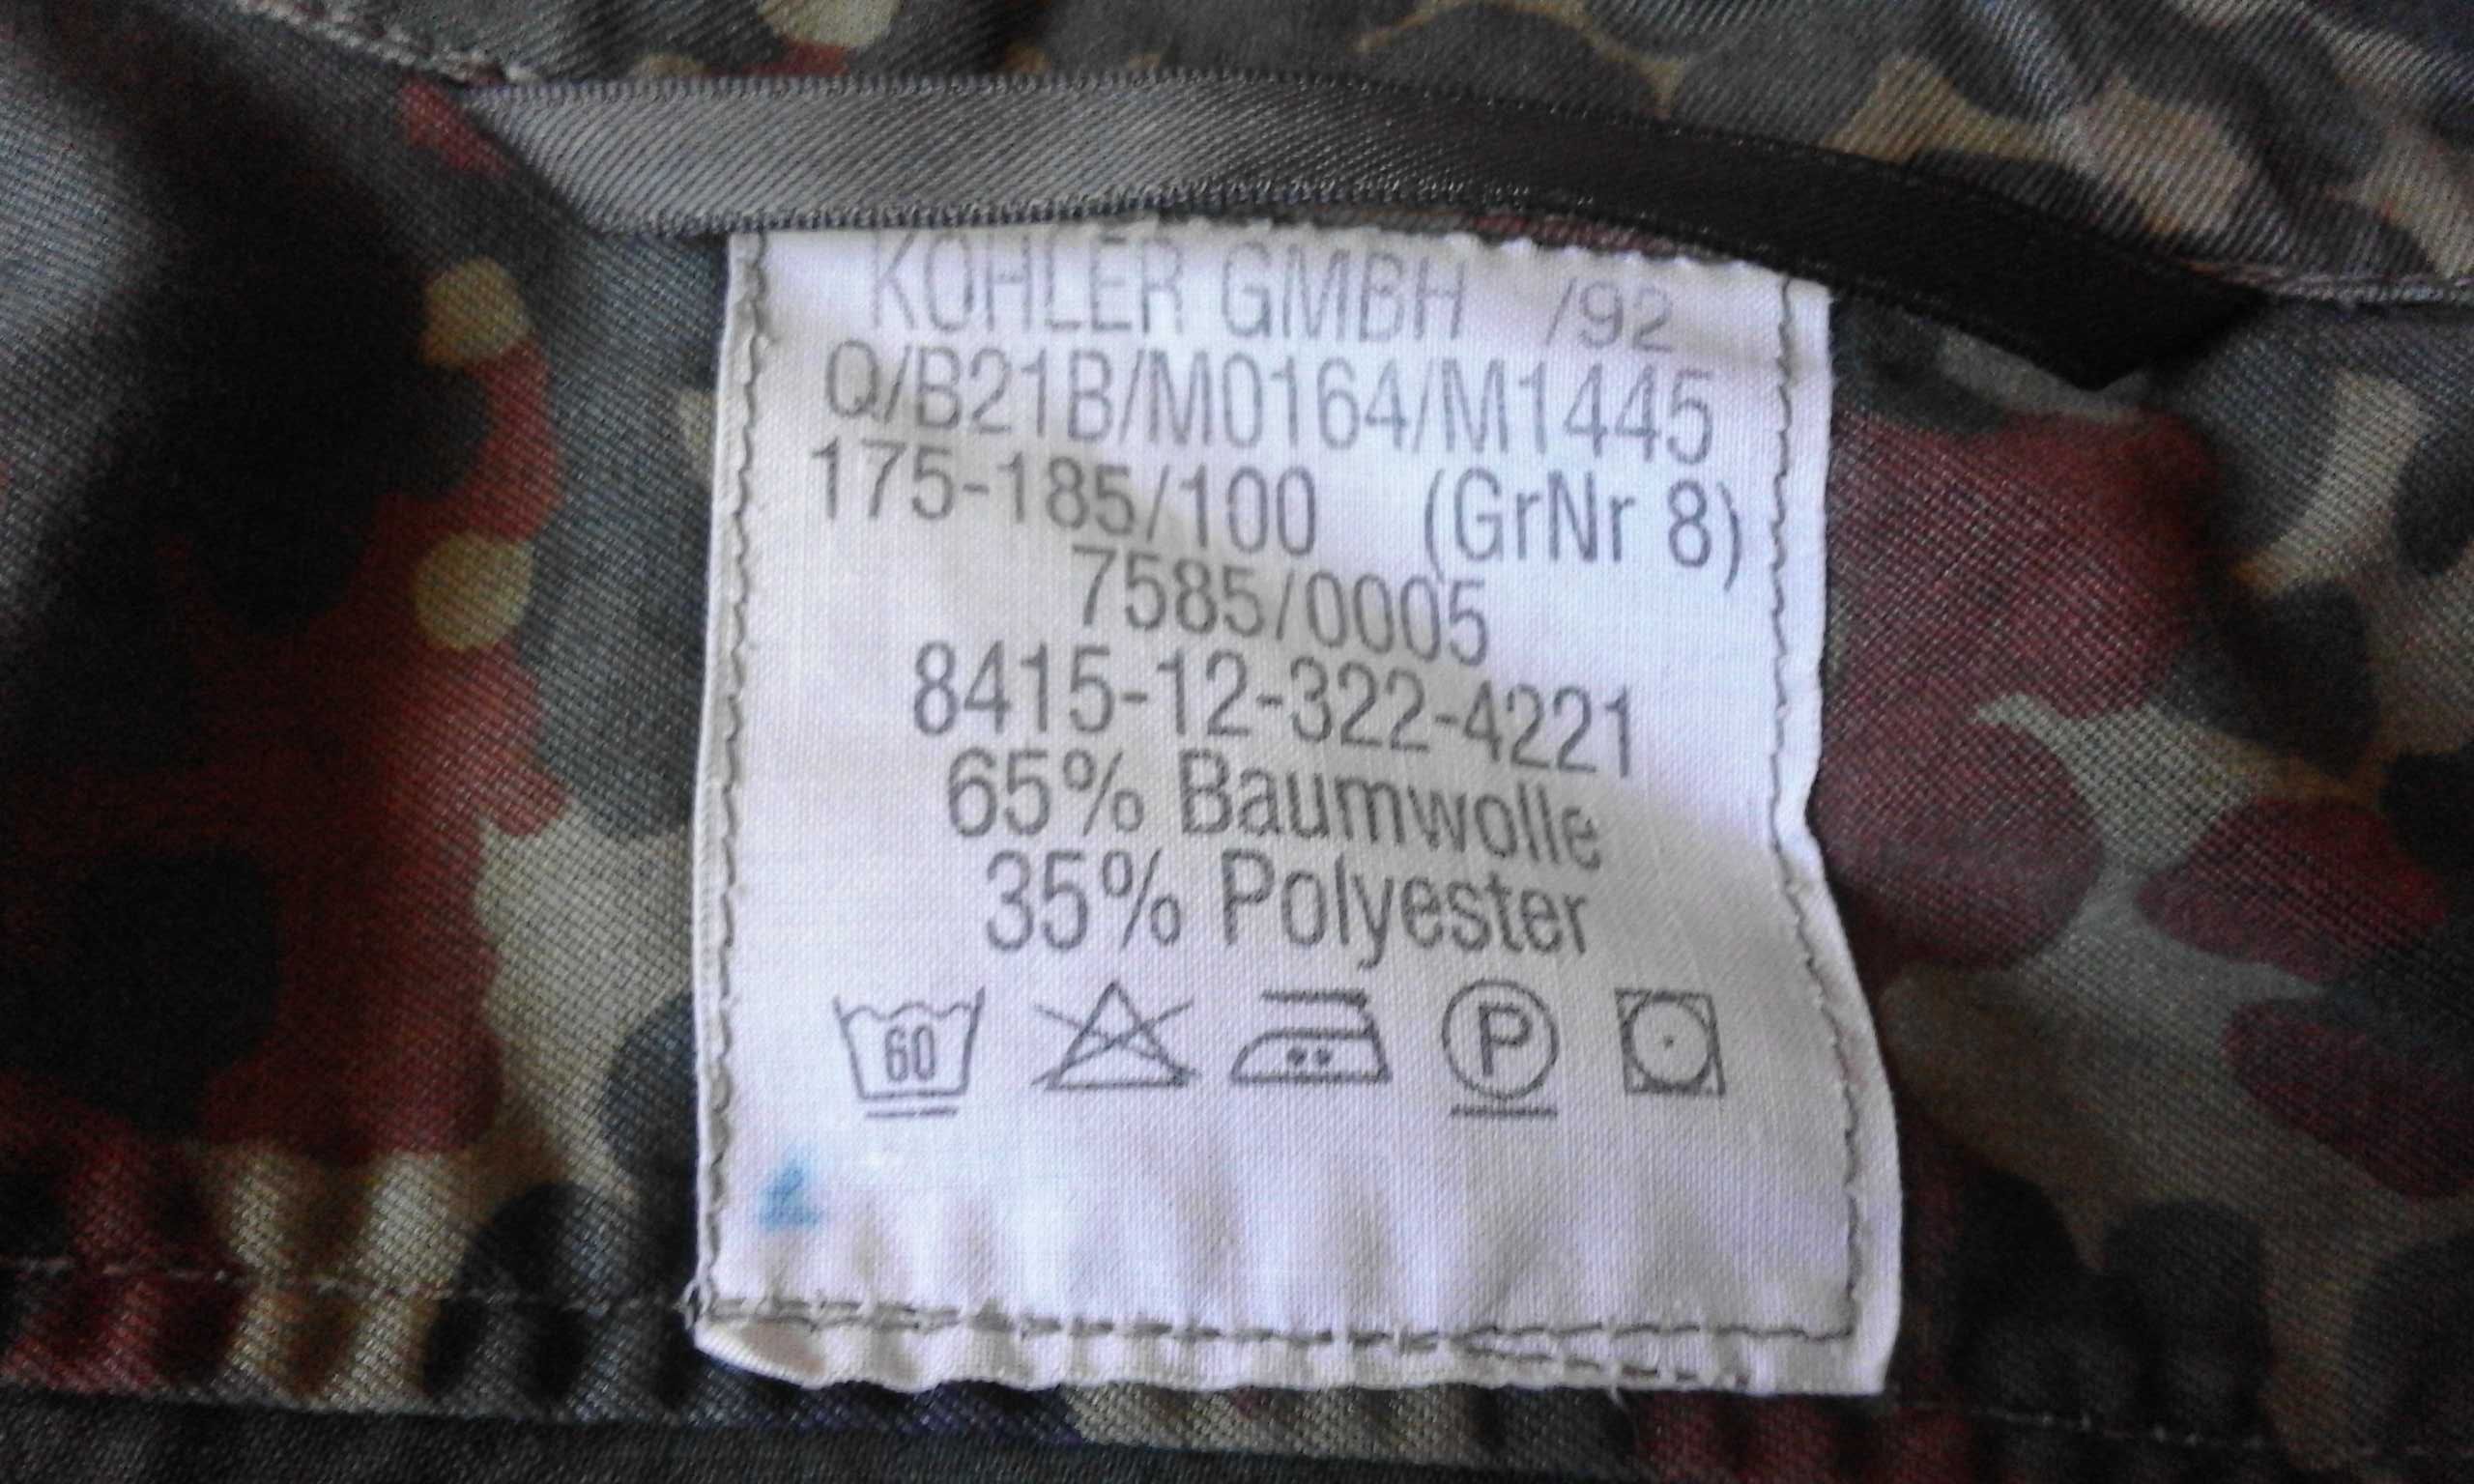 KÖHLER GMBH /92
Q/B21B/M0164/M1445
175-185/100 (GrNr 8)
7585/0005
8415-12-322-4221
65% Baumwolle
35% Polyester
60 P